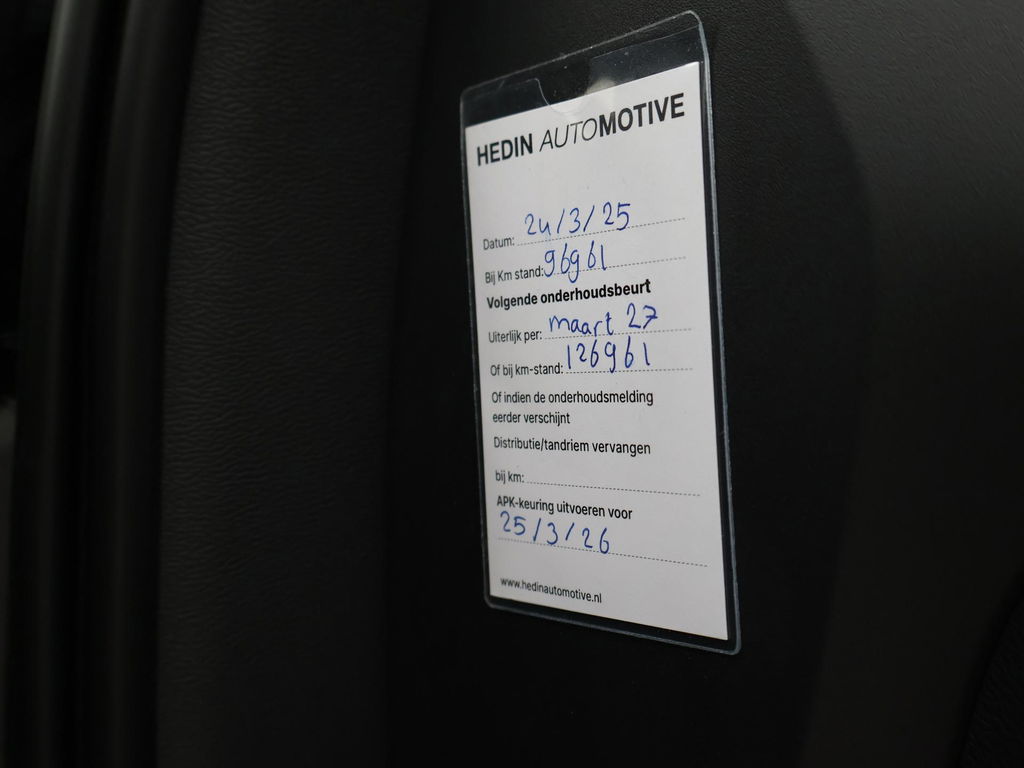 HEDIN AUTOMOTIVE
Datum: 24/3/25
Bij Km stand: 96961
Volgende onderhoudsbeurt
Uiterlijk per: maart 27
Of bij km-stand: 126961
Of indien de onderhoudsmelding
eerder verschijnt
Distributie/tandriem vervangen
bij km:
APK-keuring uitvoeren voor
25/3/26
www.hedinautomotive.nl